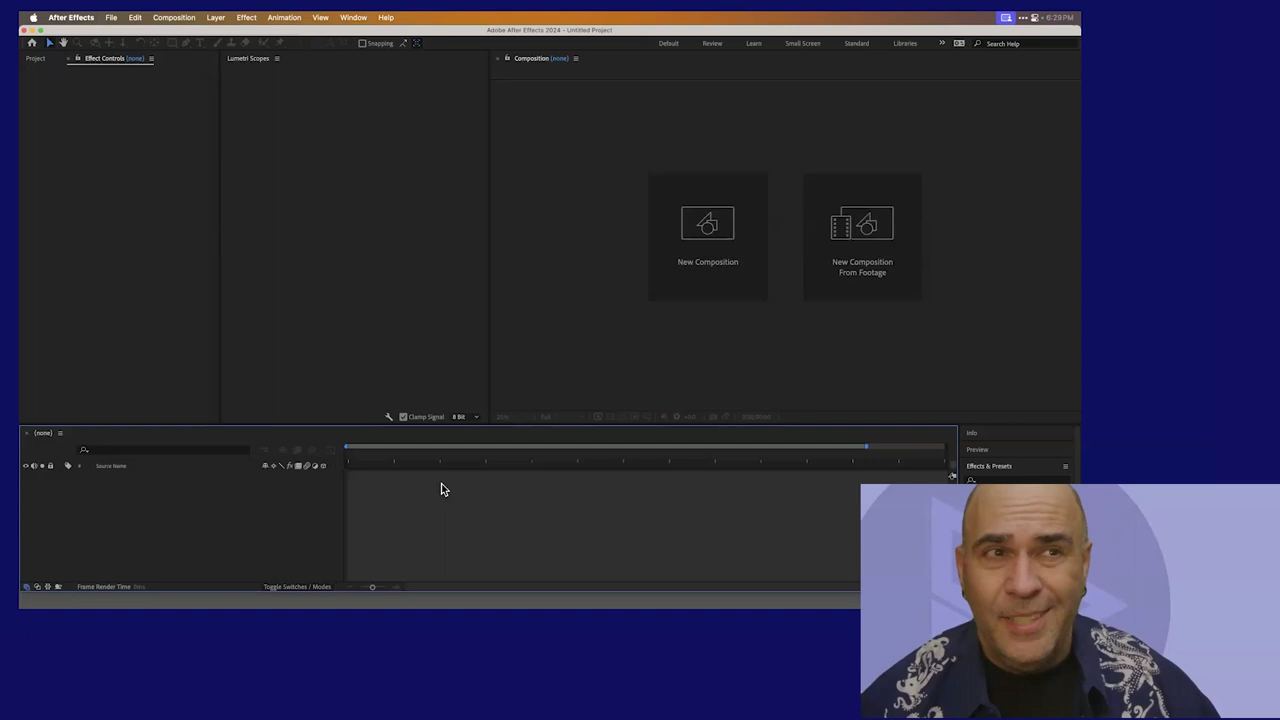 After Effects File Edit Composition Layer Effect Animation View Window Help 6:29PM
Adobe After Effects 2024 - Untitled Project
Snapping Default Review Learn Small Screen Standard Libraries Search Help
Project Effect Controls (none) Lumetri Scopes Composition (none)
New Composition
New Composition
From Footage
Clamp Signal 8 Bit
(none)
Info
Preview
# Source Name
Effects & Presets
Frame Render Time 0ms Toggle Switches / Modes